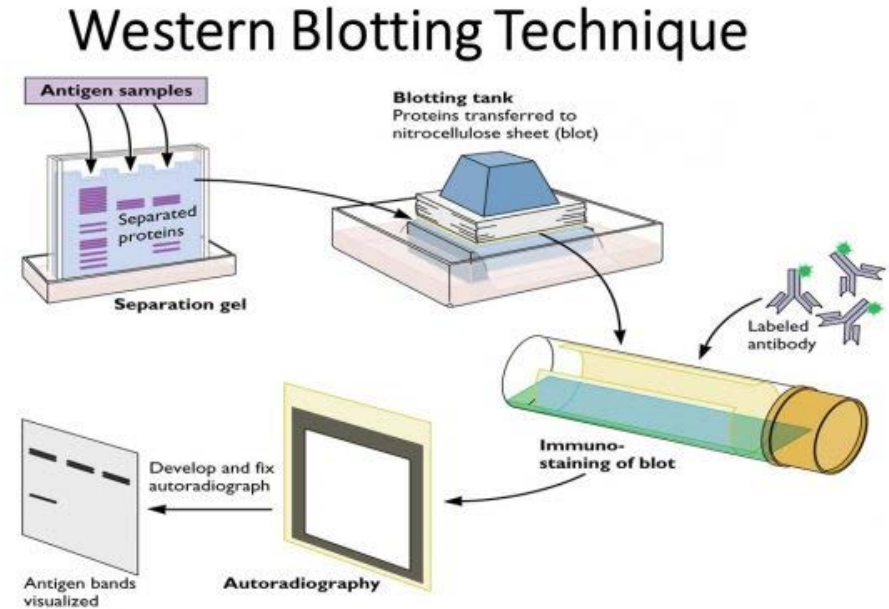 Western Blotting Technique
Antigen samples
Blotting tank
Proteins transferred to
nitrocellulose sheet (blot)
Separated
proteins
Separation gel
Labeled
antibody
Immuno-
staining of blot
Develop and fix
autoradiograph
Antigen bands
visualized
Autoradiography